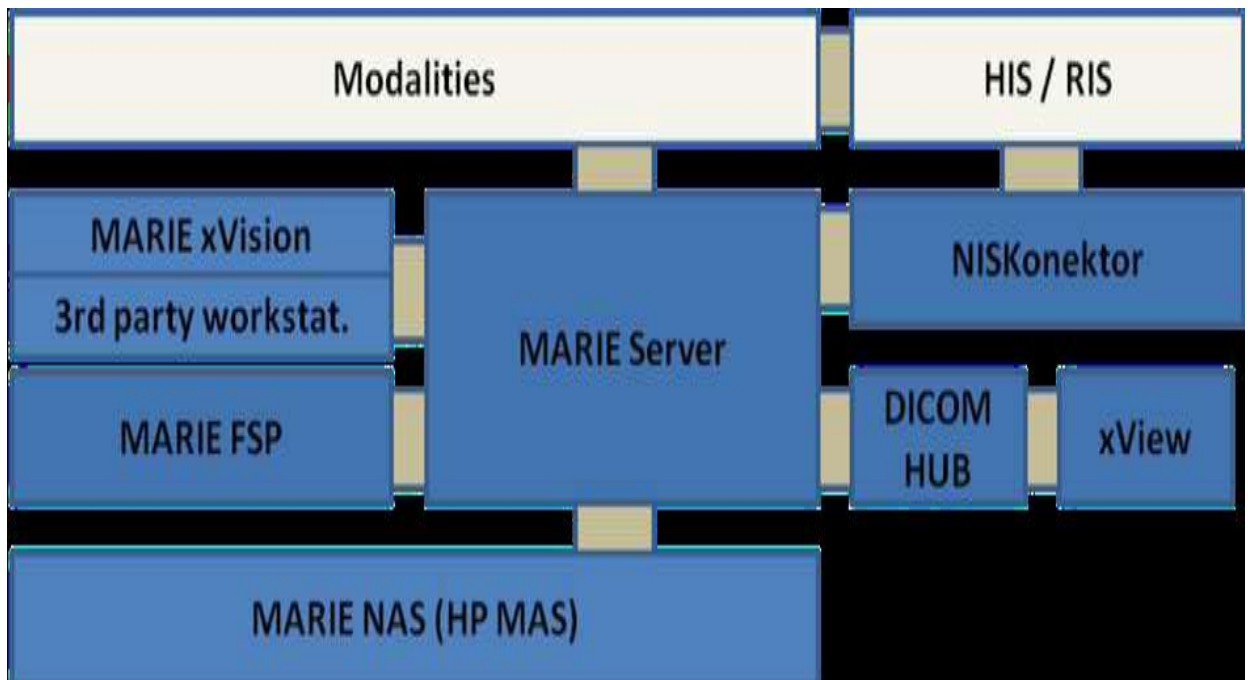 Modalities
HIS / RIS
MARIE xVision
3rd party workstat.
MARIE FSP
MARIE Server
NISKonektor
DICOM
HUB
xView
MARIE NAS (HP MAS)